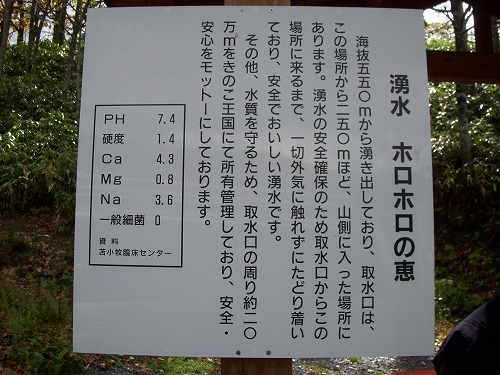 湧水　ホロホロの恵
海抜五五〇mから湧き出しており、取水口は、
この場所から二五〇mほど、山側に入った場所に
あります。湧水の安全確保のため取水口からこの
場所に来るまで、一切外気に触れずにたどり着い
ており、安全でおいしい湧水です。
その他、水質を守るため、取水口の周り約二〇
万㎡をきのこ王国にて所有管理しており、安全・
安心をモットーにしております。
PH 7.4
硬度 1.4
Ca 4.3
Mg 0.8
Na 3.6
一般細菌 0
資料
苫小牧臨床センター